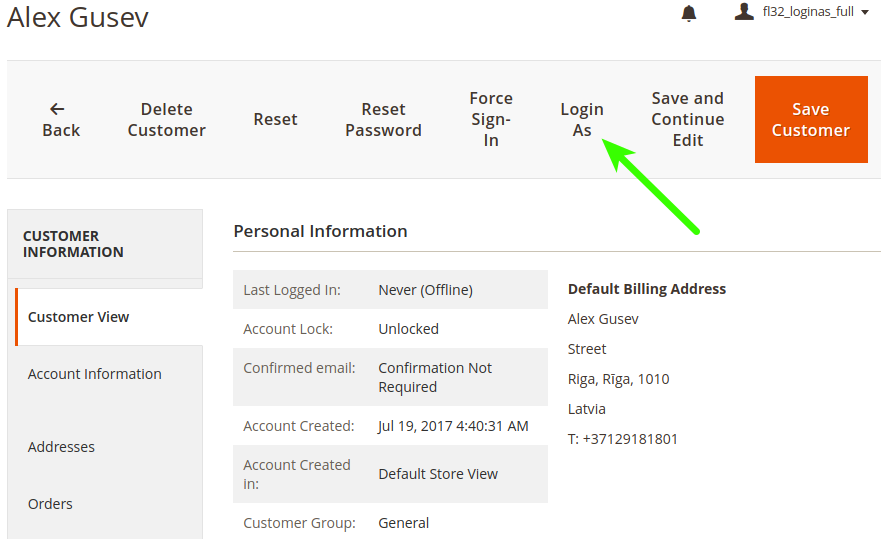 Alex Gusev
fl32_loginas_full
Back
Delete
Customer
Reset
Reset
Password
Force
Sign-
In
Login
As
Save and
Continue
Edit
Save
Customer
CUSTOMER
INFORMATION
Customer View
Account Information
Addresses
Orders
Personal Information
Last Logged In: Never (Offline)
Account Lock: Unlocked
Confirmed email: Confirmation Not
Required
Account Created: Jul 19, 2017 4:40:31 AM
Account Created
in: Default Store View
Customer Group: General
Default Billing Address
Alex Gusev
Street
Riga, Rīga, 1010
Latvia
T: +37129181801